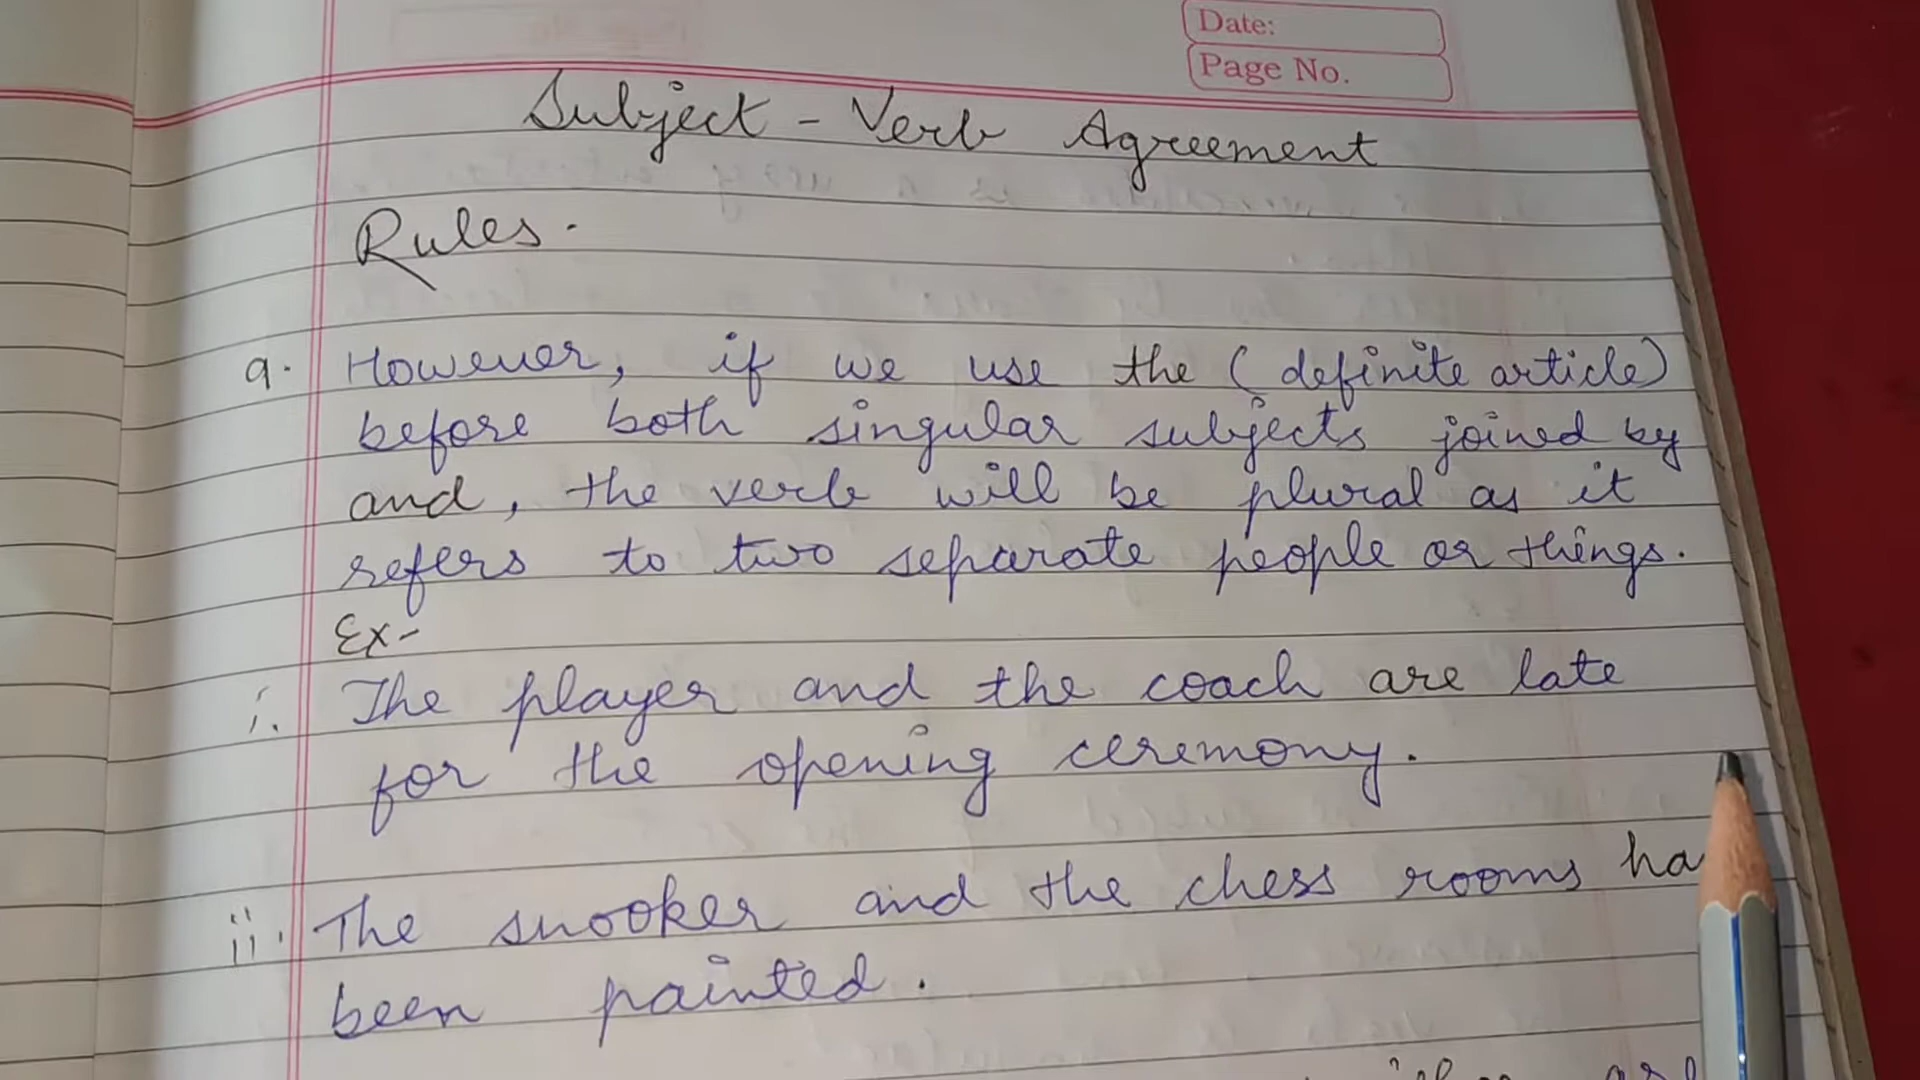 Date:
Page No.
Subject - Verb Agreement
Rules.
9. However, if we use the (definite article)
before both singular subjects joined by
and, the verb will be plural as it
refers to two separate people or things.
Ex-
i. The player and the coach are late
for the opening ceremony.
ii. The snooker and the chess rooms ha
been painted.